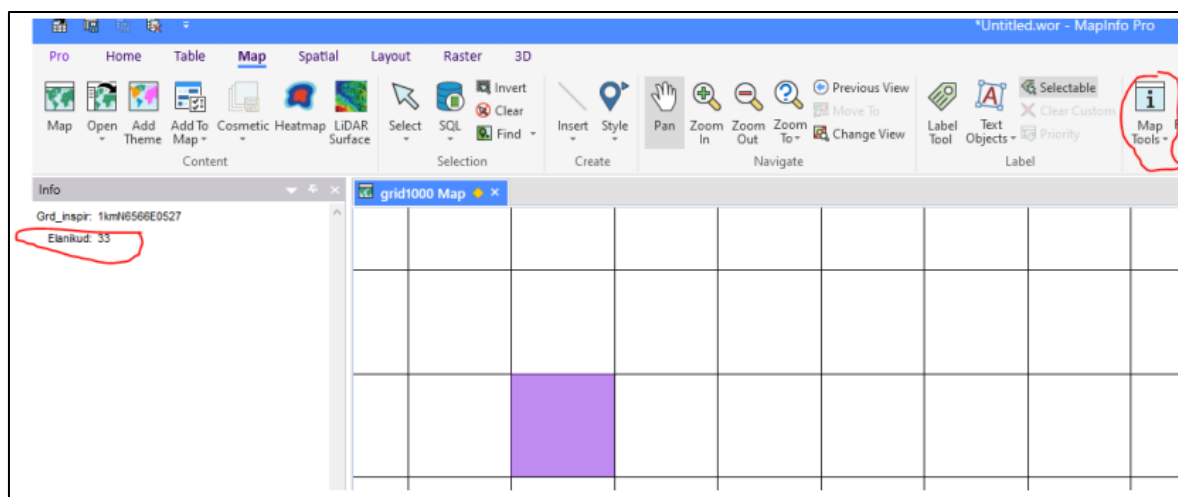 *Untitled.wor - MapInfo Pro
Pro Home Table Map Spatial Layout Raster 3D
Map Open Add Theme Add To Map Cosmetic Heatmap LiDAR Surface
Content
Select SQL Invert Clear Find
Selection
Insert Style
Create
Pan Zoom In Zoom Out Zoom To Previous View Move To Change View
Navigate
Label Tool Text Objects Selectable Clear Custom Priority
Label
Map Tools
Info
grid1000 Map
Grd_inspir: 1kmN6566E0527
Elanikud: 33